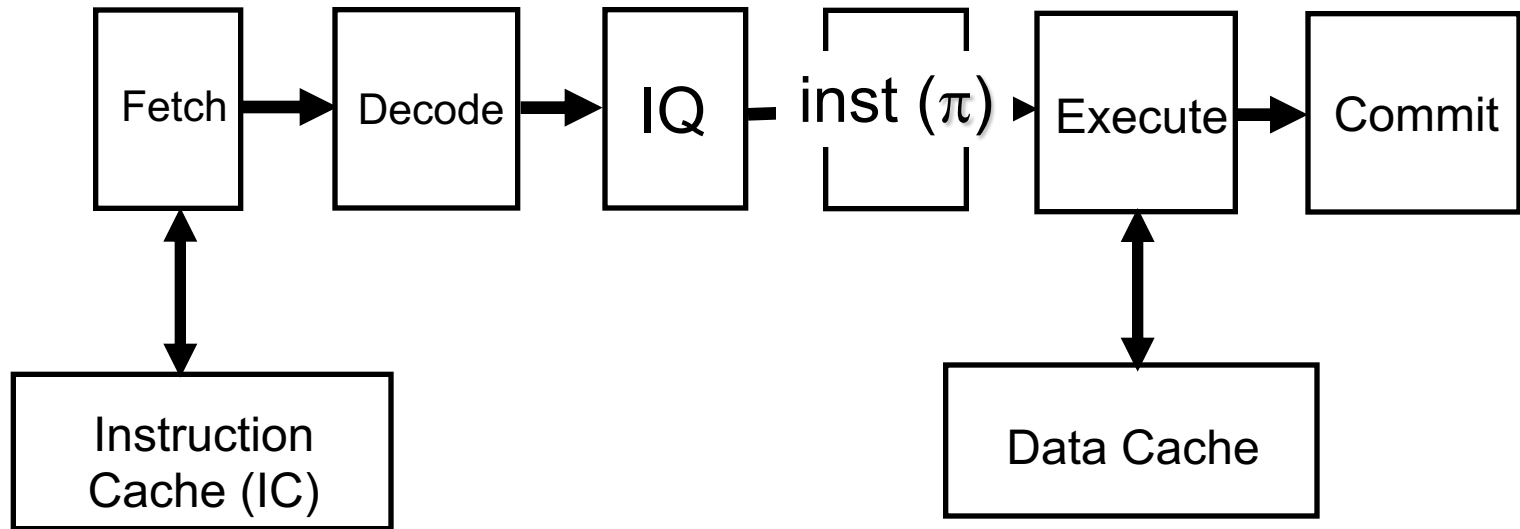 Fetch
Decode
IQ
inst (π)
Execute
Commit
Instruction
Cache (IC)
Data Cache